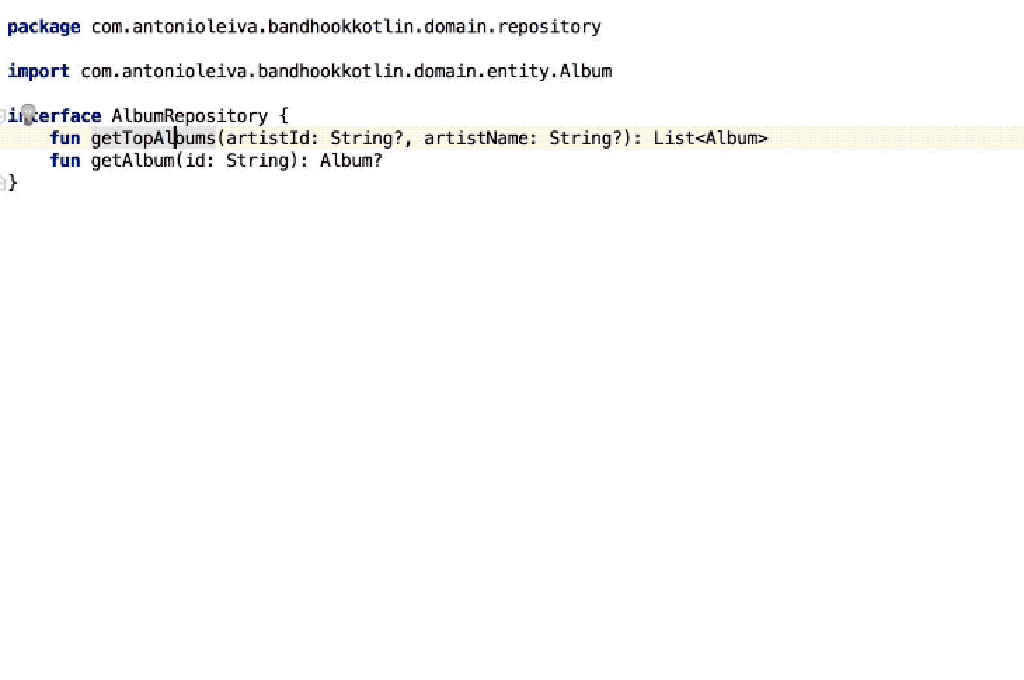 package com.antonioleiva.bandhookkotlin.domain.repository
import com.antonioleiva.bandhookkotlin.domain.entity.Album
interface AlbumRepository {
fun getTopAlbums(artistId: String?, artistName: String?): List<Album>
fun getAlbum(id: String): Album?
}